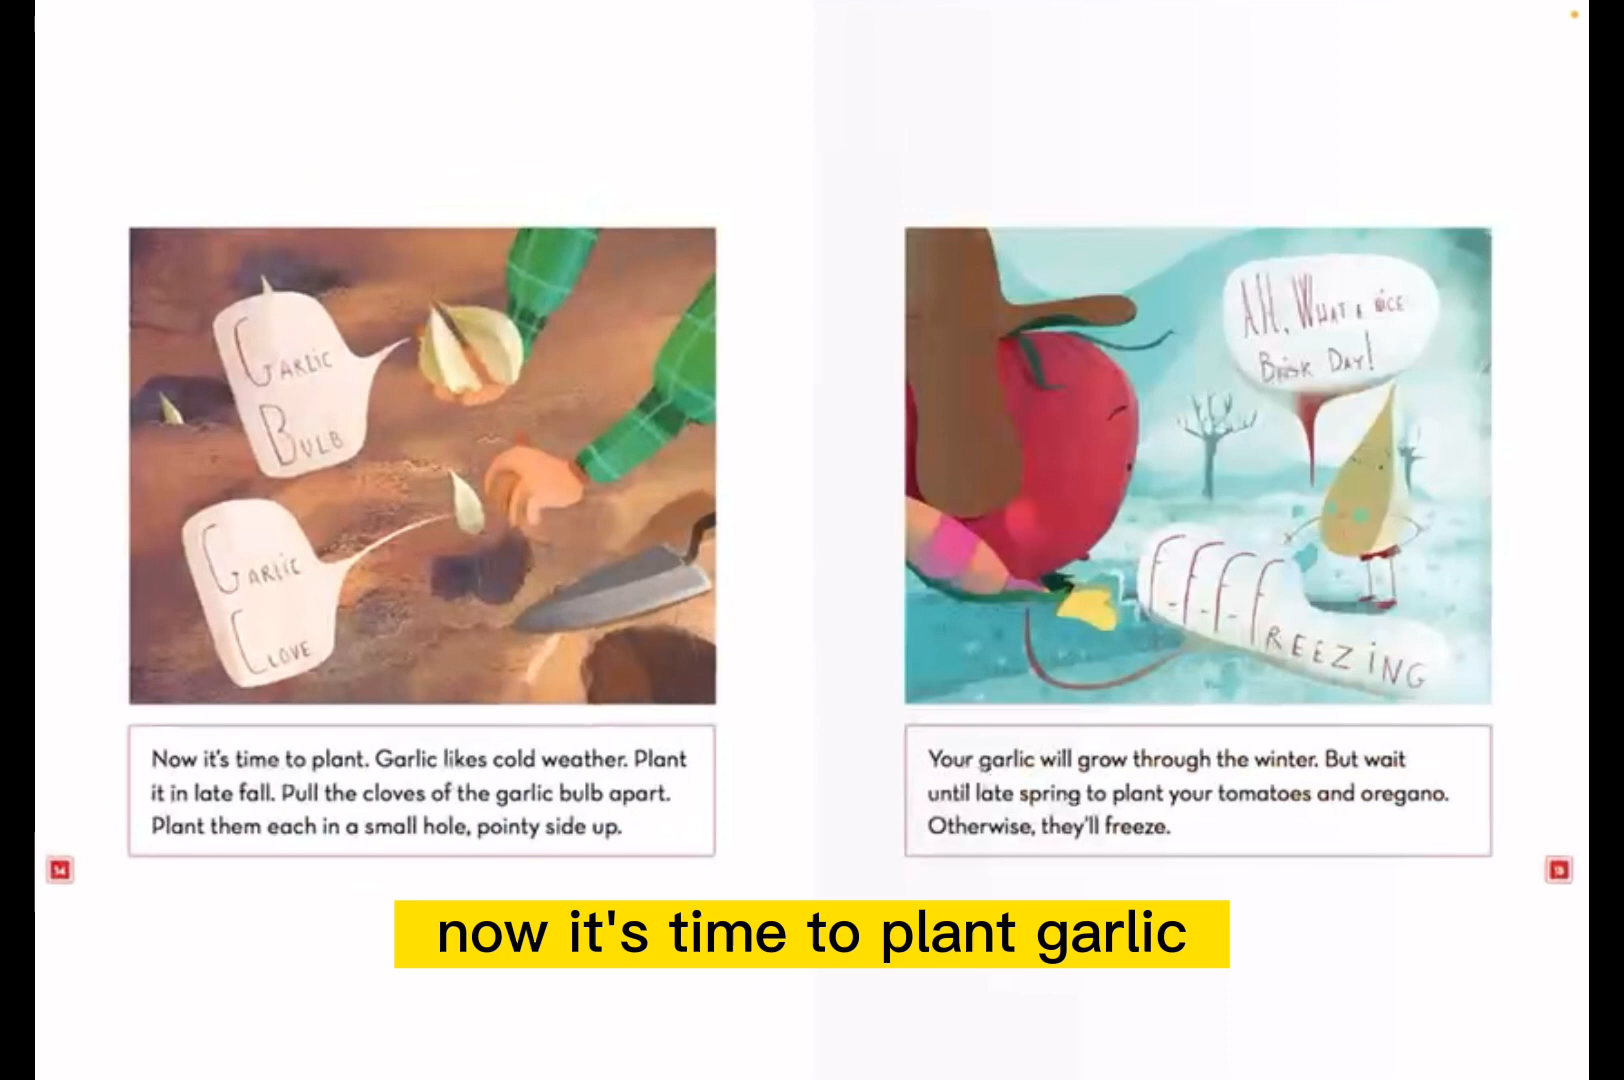 GARLIC
BULB
GARLIC
CLOVE
Now it's time to plant. Garlic likes cold weather. Plant
it in late fall. Pull the cloves of the garlic bulb apart.
Plant them each in a small hole, pointy side up.
14
AH, WHAT A NICE
BRISK DAY!
F-F-F-FREEZING
Your garlic will grow through the winter. But wait
until late spring to plant your tomatoes and oregano.
Otherwise, they'll freeze.
now it's time to plant garlic